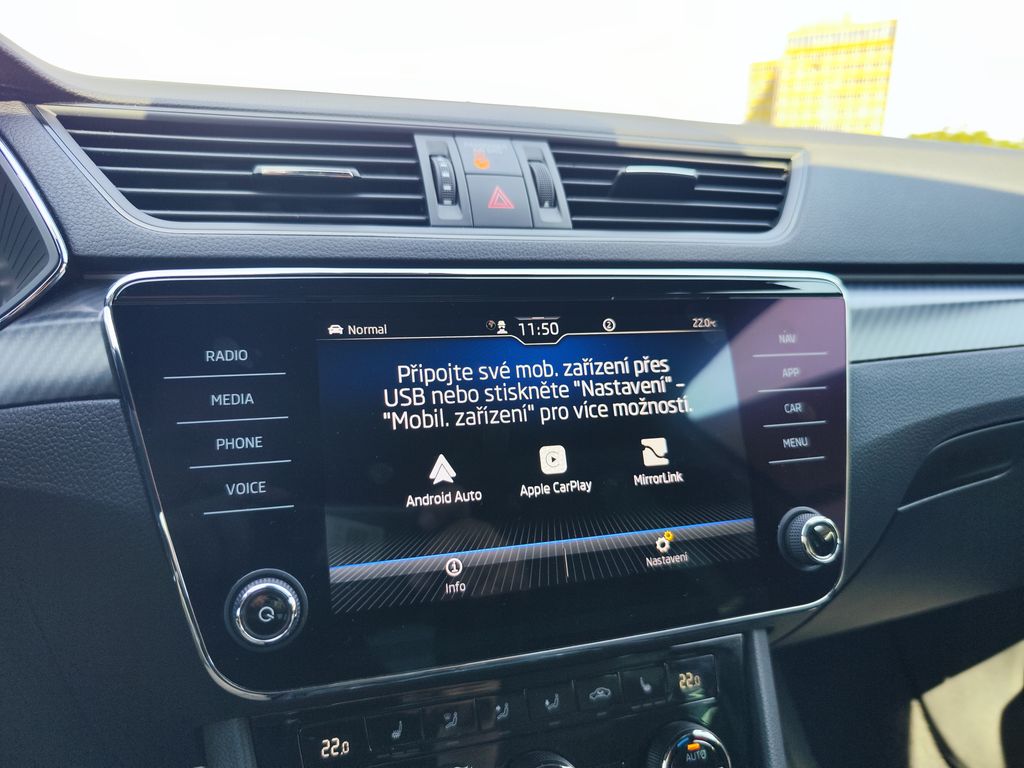 Normal
11:50
2
22.0°C
RADIO
MEDIA
PHONE
VOICE
Připojte své mob. zařízení přes
USB nebo stiskněte "Nastavení" –
"Mobil. zařízení" pro více možností.
Android Auto
Apple CarPlay
MirrorLink
Info
Nastavení
NAV
APP
CAR
MENU
22.0
22.0
AUTO